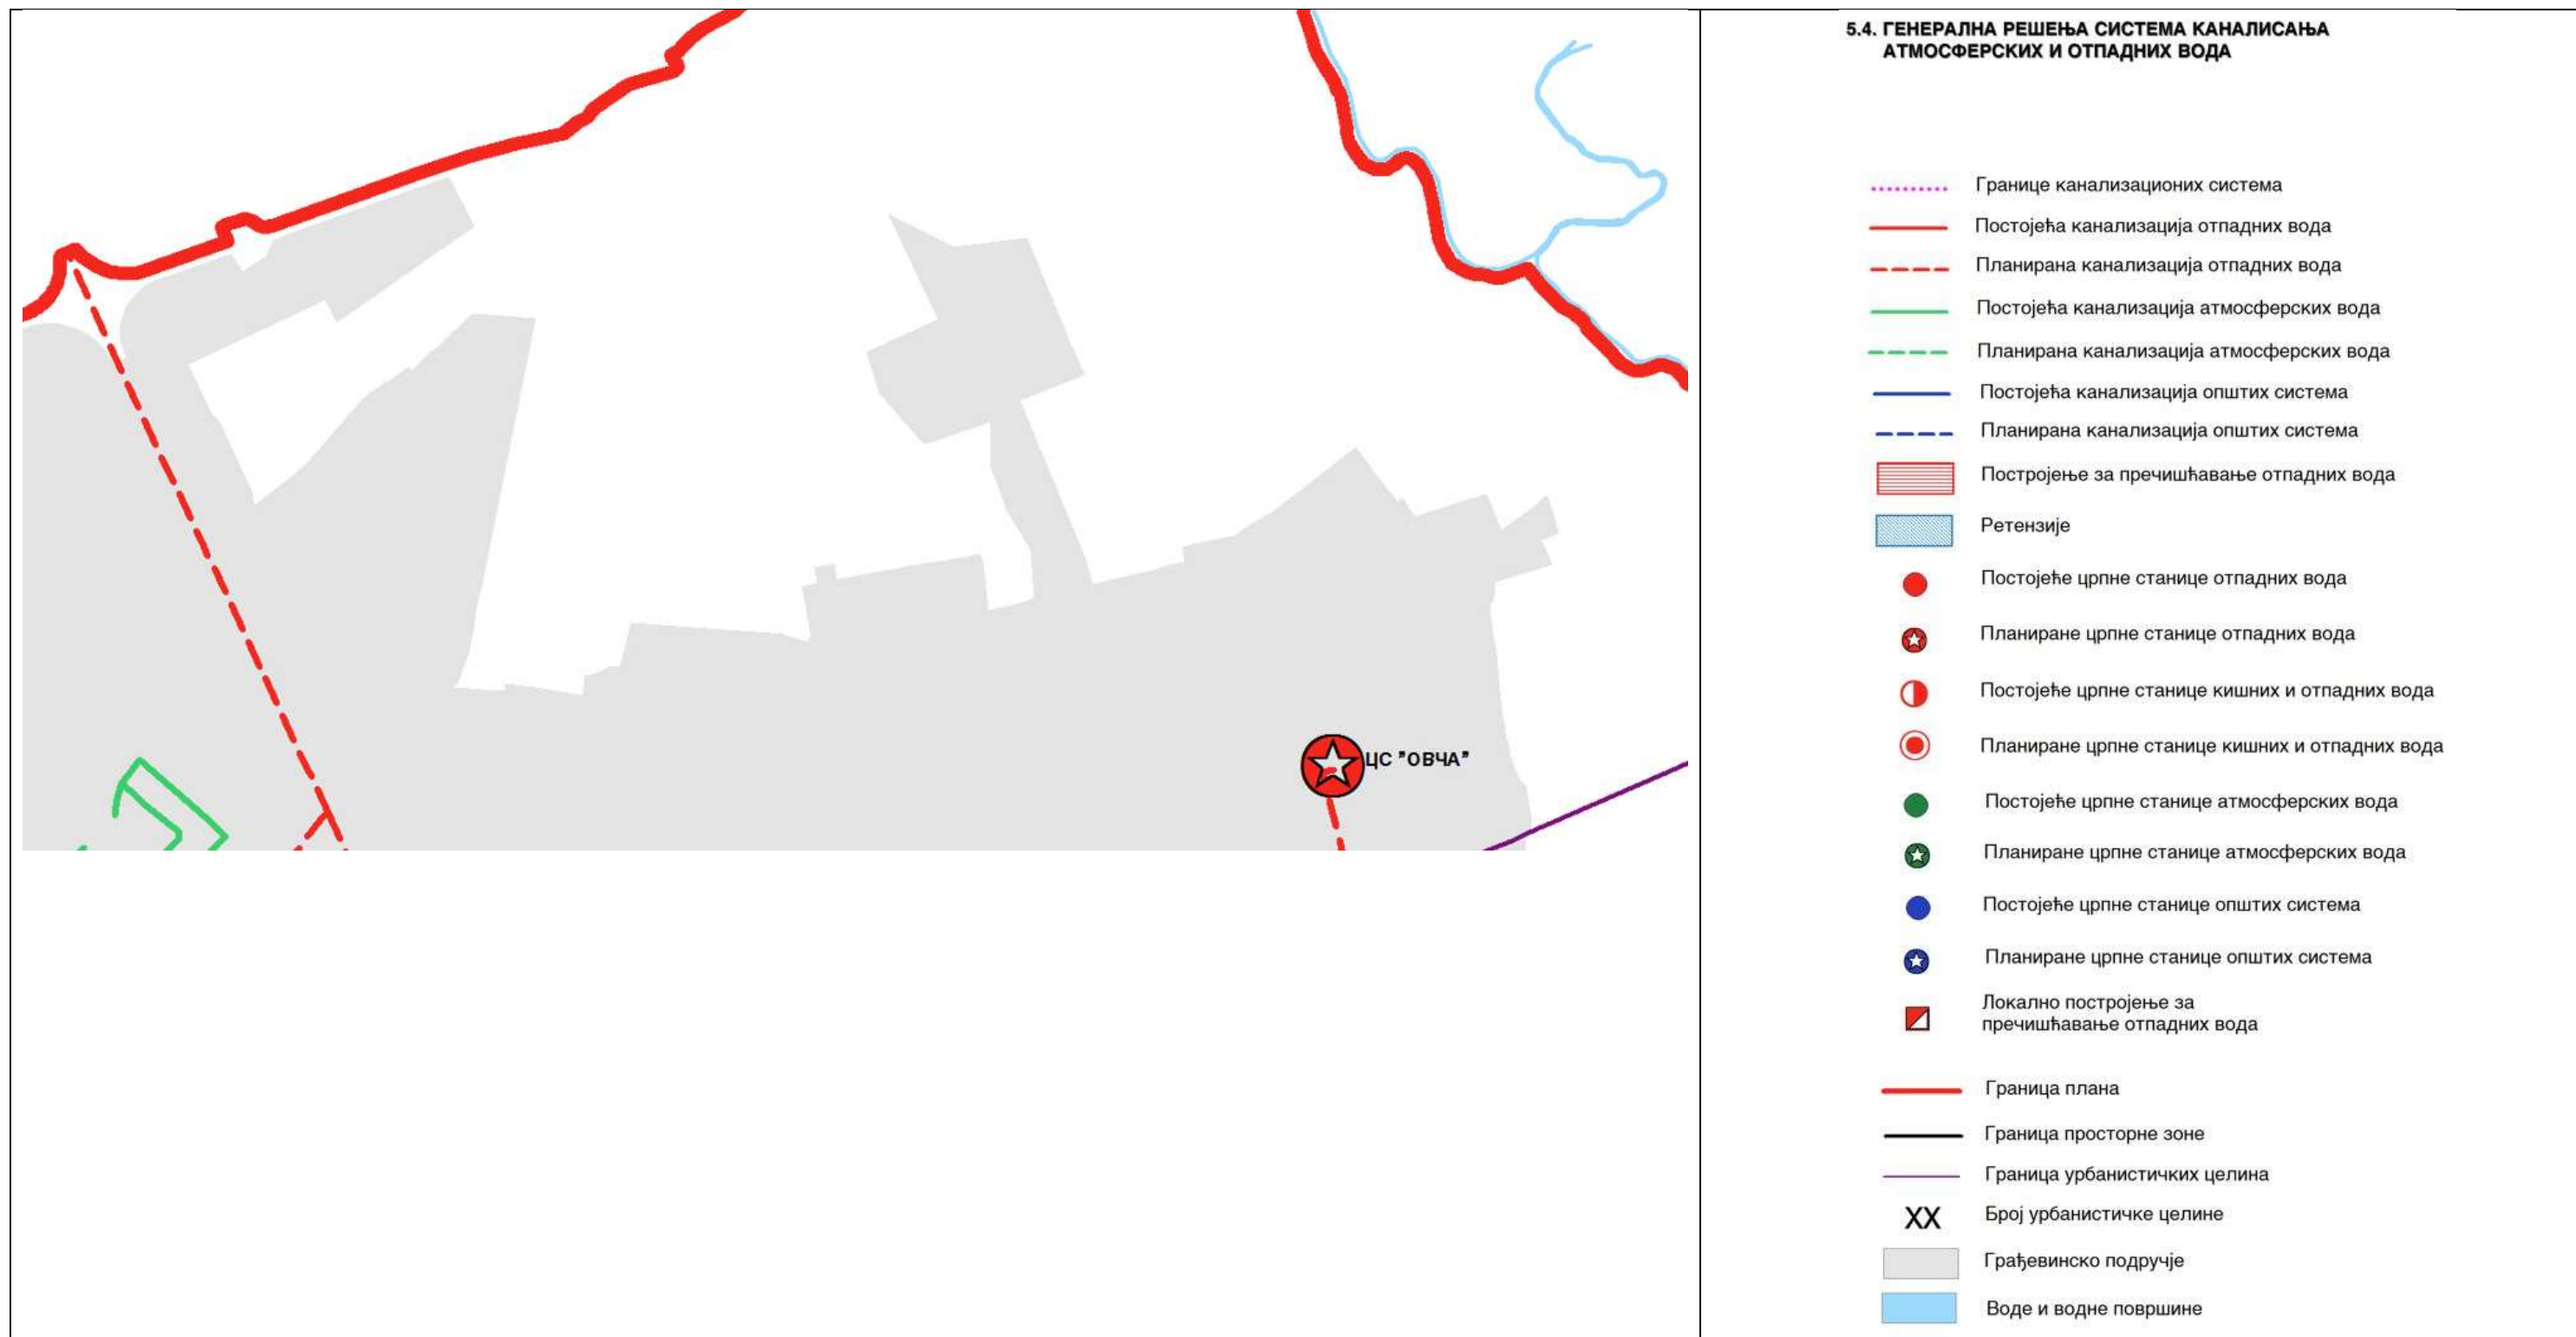 5.4. ГЕНЕРАЛНА РЕШЕЊА СИСТЕМА КАНАЛИСАЊА
АТМОСФЕРСКИХ И ОТПАДНИХ ВОДА
Границе канализационих система
Постојећа канализација отпадних вода
Планирана канализација отпадних вода
Постојећа канализација атмосферских вода
Планирана канализација атмосферских вода
Постојећа канализација општих система
Планирана канализација општих система
Постројење за пречишћавање отпадних вода
Ретензије
Постојеће црпне станице отпадних вода
Планиране црпне станице отпадних вода
Постојеће црпне станице кишних и отпадних вода
Планиране црпне станице кишних и отпадних вода
Постојеће црпне станице атмосферских вода
Планиране црпне станице атмосферских вода
Постојеће црпне станице општих система
Планиране црпне станице општих система
Локално постројење за
пречишћавање отпадних вода
Граница плана
Граница просторне зоне
Граница урбанистичких целина
XX Број урбанистичке целине
Грађевинско подручје
Воде и водне површине
ЦС "ОВЧА"